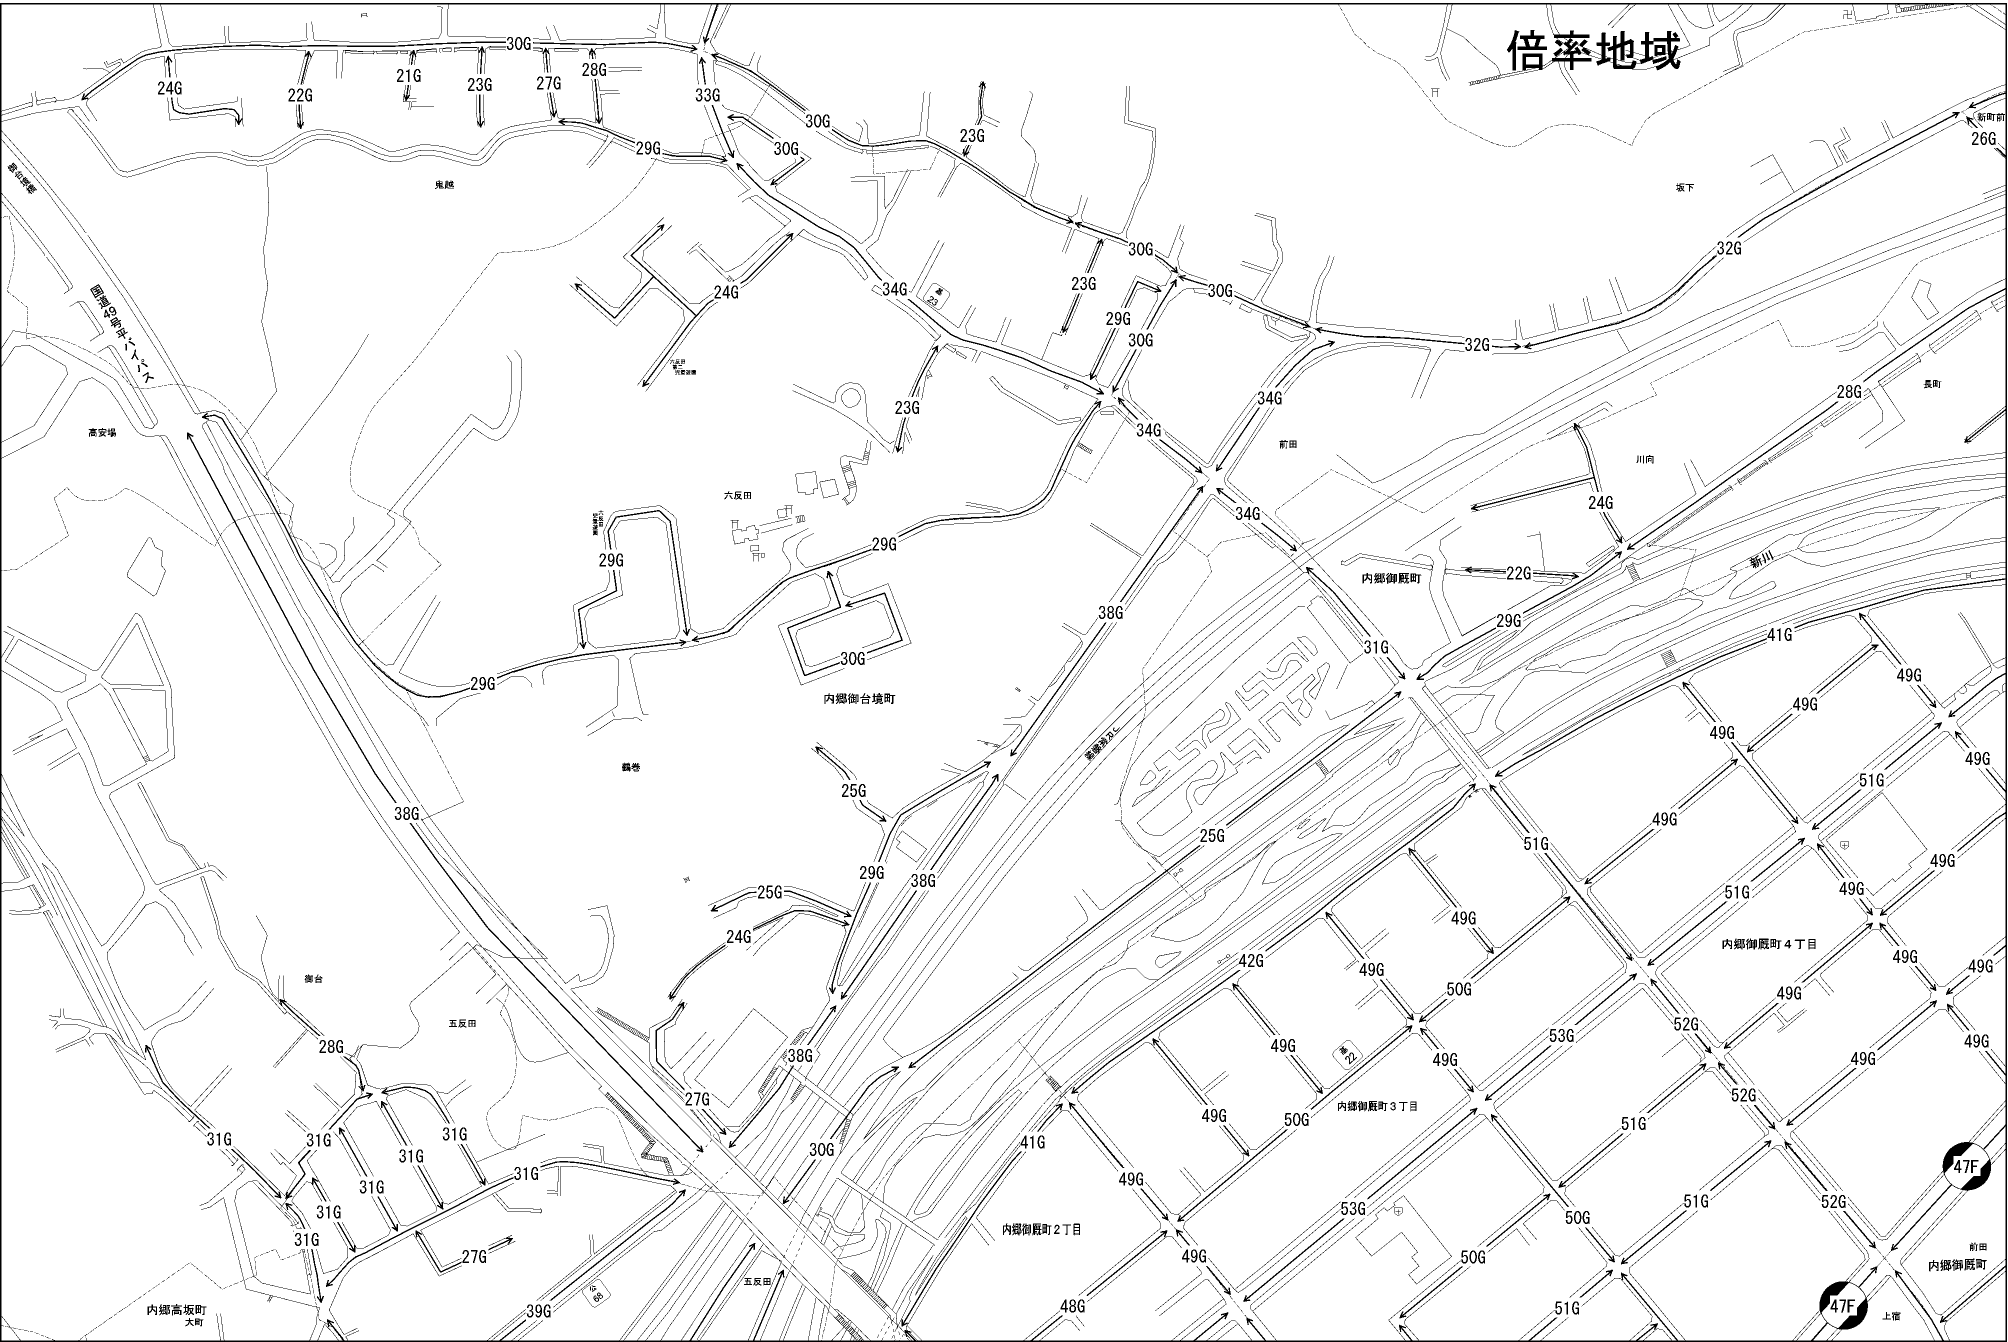 倍率地域
30G
24G
22G
21G
23G
27G
28G
33G
30G
30G
29G
23G
新町前
26G
鬼越
坂下
32G
30G
23G
30G
24G
34G
国道49号平バイパス
29G
30G
32G
34G
23G
34G
28G
長町
高安場
前田
川向
六反田
34G
24G
29G
29G
22G
内郷御厩町
新川
38G
29G
31G
41G
30G
29G
内郷御台境町
49G
49G
49G
鶴巻
25G
51G
49G
38G
49G
25G
51G
29G
38G
49G
49G
25G
51G
24G
49G
内郷御厩町4丁目
42G
49G
49G
49G
御台
50G
49G
五反田
52G
28G
53G
49G
49G
38G
49G
49G
22
27G
52G
内郷御厩町3丁目
49G
50G
51G
31G
31G
31G
31G
41G
30G
47F
31G
31G
49G
31G
53G
51G
52G
50G
内郷御厩町2丁目
31G
27G
49G
50G
前田
内郷御厩町
五反田
68
39G
48G
51G
47F
上宿
内郷高坂町
大町